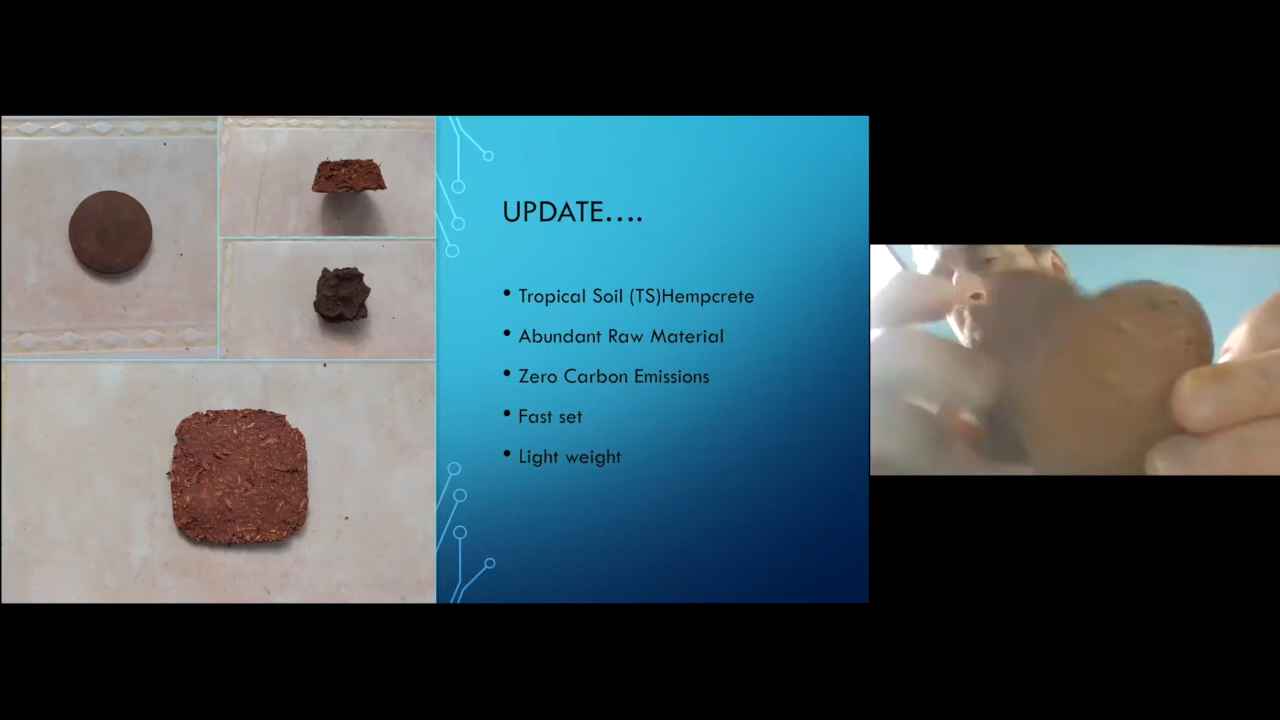 UPDATE....
• Tropical Soil (TS)Hempcrete
• Abundant Raw Material
• Zero Carbon Emissions
• Fast set
• Light weight